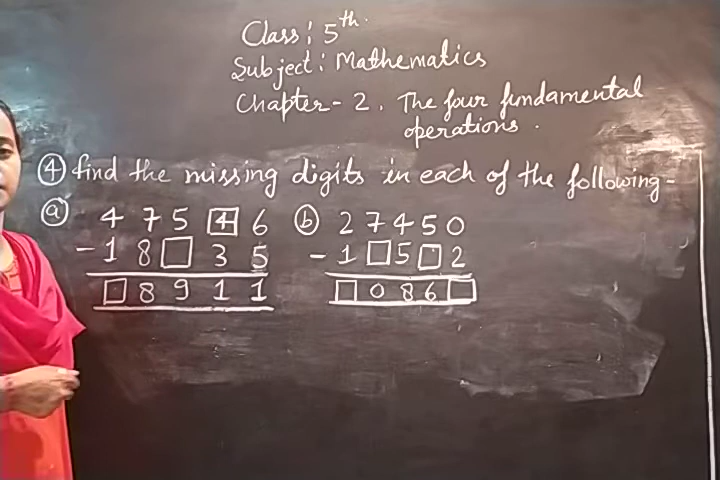 Class: 5th.
Subject: Mathematics
Chapter - 2. The four fundamental
operations.
④ find the missing digits in each of the following -
ⓐ 4 7 5 4 6 ⓑ 2 7 4 5 0
- 1 8 □ 3 5 - 1 □ 5 □ 2
□ 8 9 1 1 □ 0 8 6 □